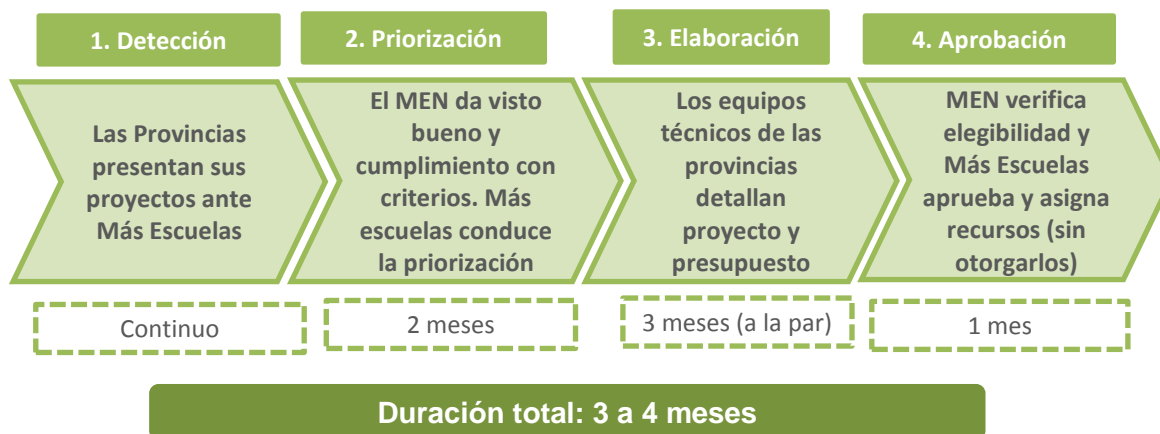 1. Detección
2. Priorización
3. Elaboración
4. Aprobación
Las Provincias
presentan sus
proyectos ante
Más Escuelas
El MEN da visto
bueno y
cumplimiento con
criterios. Más
escuelas conduce
la priorización
Los equipos
técnicos de las
provincias
detallan
proyecto y
presupuesto
MEN verifica
elegibilidad y
Más Escuelas
aprueba y asigna
recursos (sin
otorgarlos)
Continuo
2 meses
3 meses (a la par)
1 mes
Duración total: 3 a 4 meses